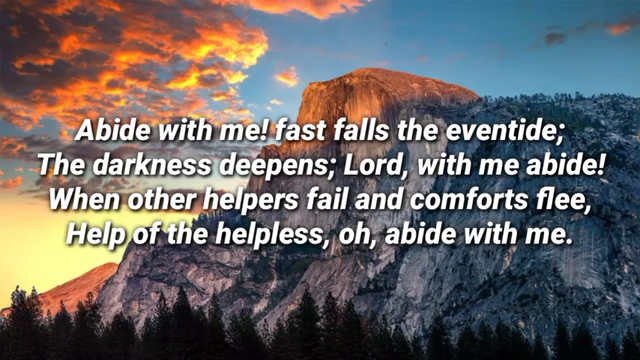 Abide with me! fast falls the eventide;
The darkness deepens; Lord, with me abide!
When other helpers fail and comforts flee,
Help of the helpless, oh, abide with me.